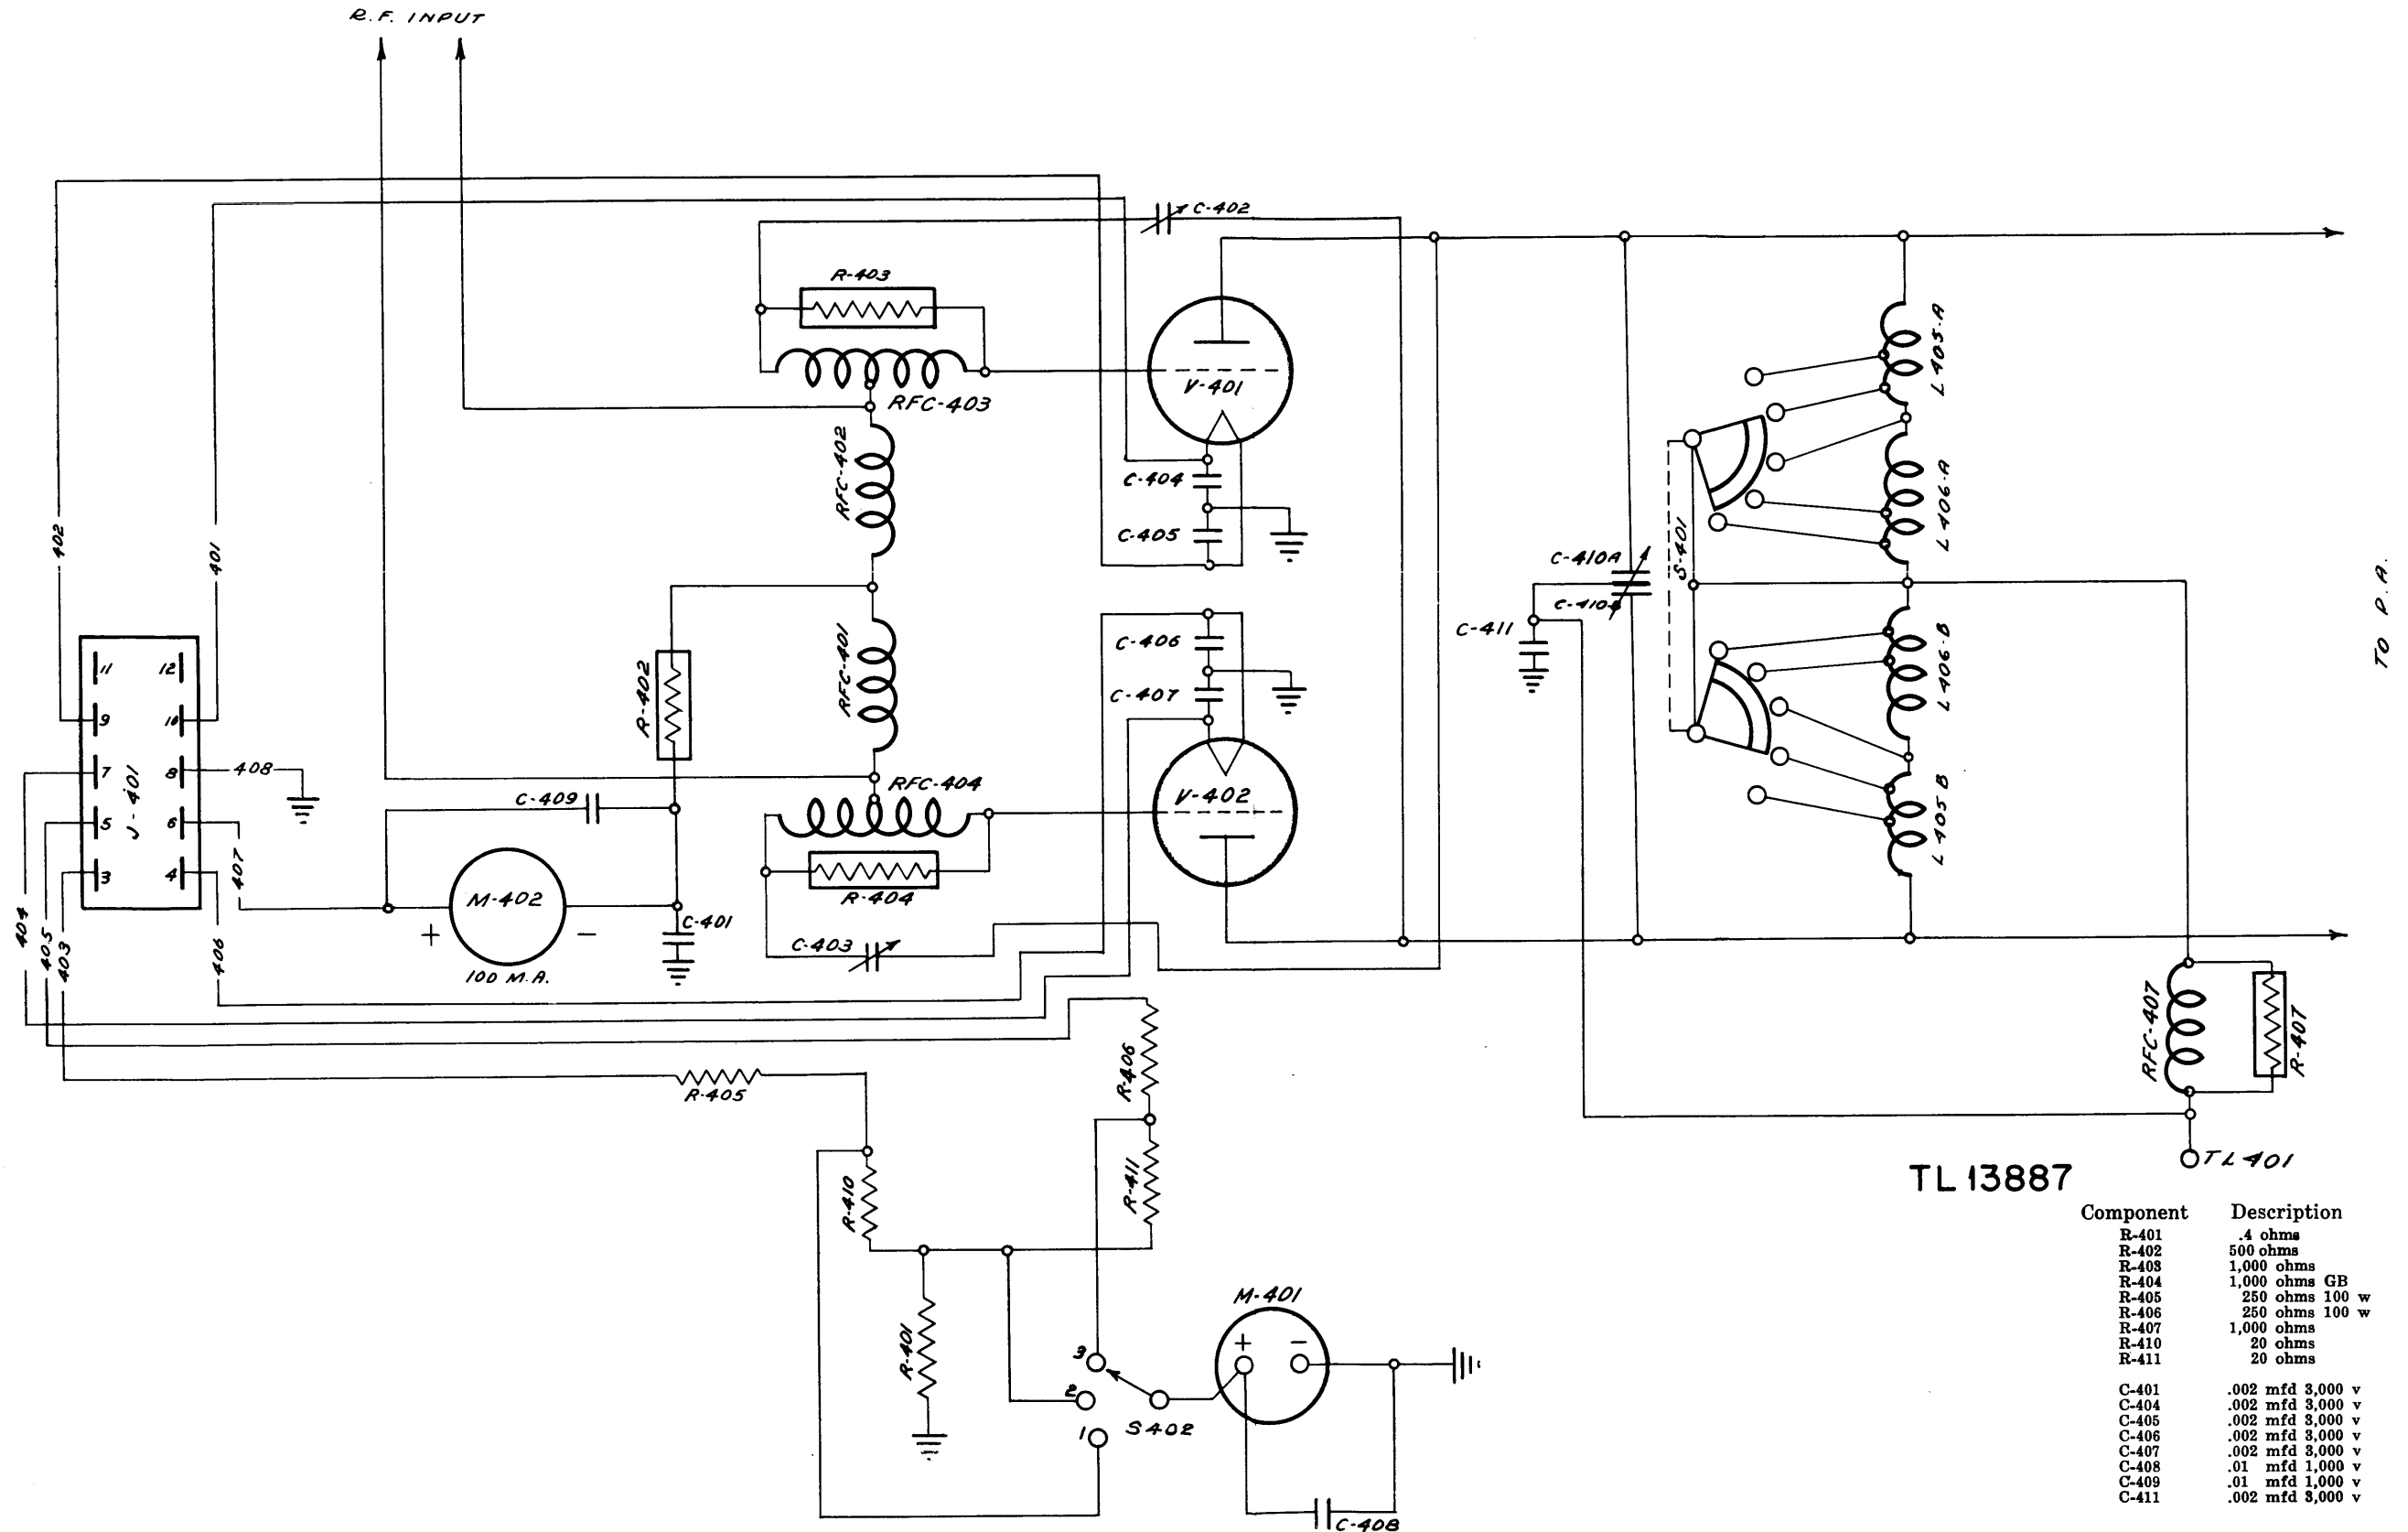 R.F. INPUT
C-402
R-403
V-401
RFC-403
L405-A
RFC-402
C-404
C-405
L406-A
402
401
S-401
C-410A
C-410B
C-411
TO P.A.
RFC-401
R-402
C-406
C-407
L406-B
11 12
9 10
7 8
5 6
3 4
J-401
408
C-409
RFC-404
V-402
L405B
407
M-402
+ −
100 M.A.
R-404
C-401
C-403
404
405
403
406
RFC-407
R-407
R-406
R-405
R-411
R-410
TL401
TL13887
M-401
+ −
R-401
3
2
1
S402
C-408
Component Description
R-401 .4 ohms
R-402 500 ohms
R-403 1,000 ohms
R-404 1,000 ohms GB
R-405 250 ohms 100 w
R-406 250 ohms 100 w
R-407 1,000 ohms
R-410 20 ohms
R-411 20 ohms
C-401 .002 mfd 3,000 v
C-404 .002 mfd 3,000 v
C-405 .002 mfd 3,000 v
C-406 .002 mfd 3,000 v
C-407 .002 mfd 3,000 v
C-408 .01 mfd 1,000 v
C-409 .01 mfd 1,000 v
C-411 .002 mfd 3,000 v